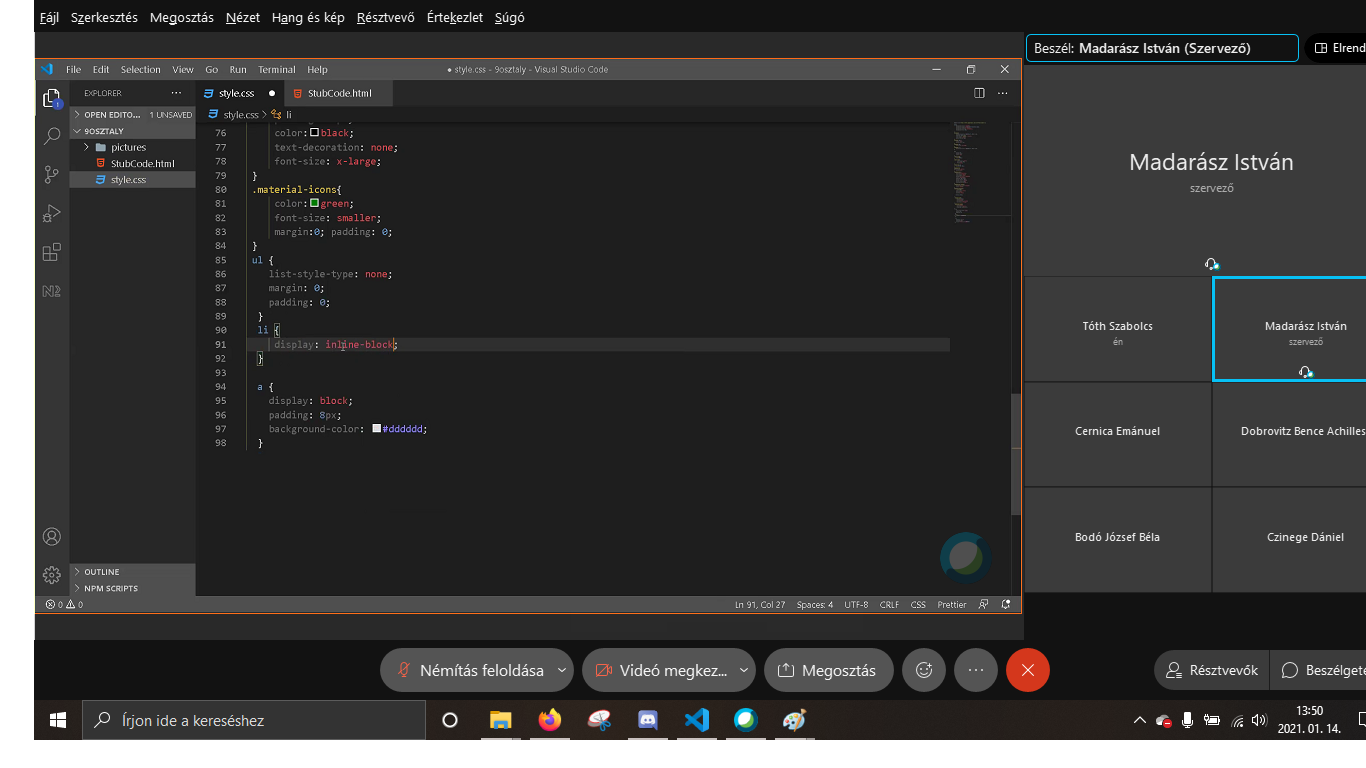 Fájl Szerkesztés Megosztás Nézet Hang és kép Résztvevő Értekezlet Súgó
Beszél: Madarász István (Szervező)
Elrend
File Edit Selection View Go Run Terminal Help
● style.css - 9osztaly - Visual Studio Code
EXPLORER ···
style.css ●
StubCode.html
1
OPEN EDITO... 1 UNSAVED
style.css > li
9OSZTALY
pictures
StubCode.html
style.css
76 color: black;
77 text-decoration: none;
78 font-size: x-large;
79 }
80 .material-icons{
81 color: green;
82 font-size: smaller;
83 margin:0; padding: 0;
84 }
85 ul {
86 list-style-type: none;
87 margin: 0;
88 padding: 0;
89 }
90 li {
91 display: inline-block;
92 }
93
94 a {
95 display: block;
96 padding: 8px;
97 background-color: #dddddd;
98 }
OUTLINE
NPM SCRIPTS
0 0
Ln 91, Col 27 Spaces: 4 UTF-8 CRLF CSS Prettier
Madarász István
szervező
Tóth Szabolcs
én
Madarász István
szervező
Cernica Emánuel
Dobrovitz Bence Achilles
Bodó József Béla
Czinege Dániel
Némítás feloldása
Videó megkez...
Megosztás
Résztvevők
Beszélgeté
Írjon ide a kereséshez
13:50
2021. 01. 14.